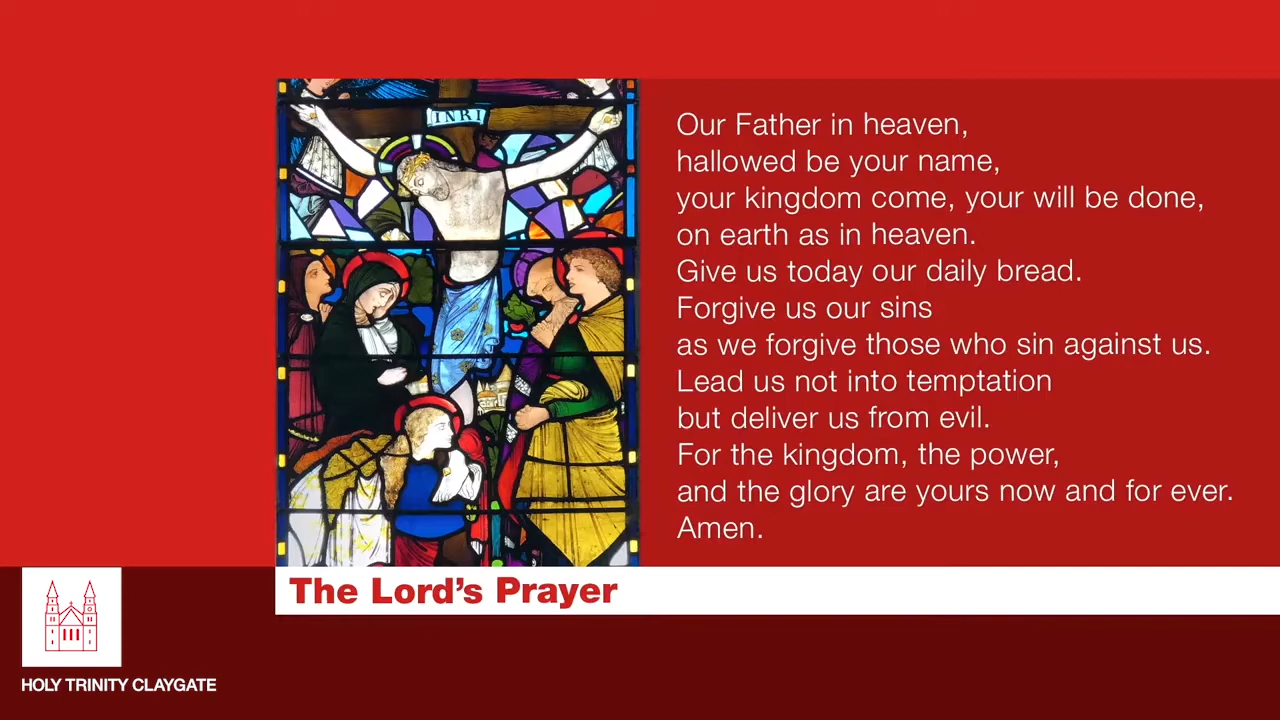 INRI
Our Father in heaven,
hallowed be your name,
your kingdom come, your will be done,
on earth as in heaven.
Give us today our daily bread.
Forgive us our sins
as we forgive those who sin against us.
Lead us not into temptation
but deliver us from evil.
For the kingdom, the power,
and the glory are yours now and for ever.
Amen.
The Lord’s Prayer
HOLY TRINITY CLAYGATE